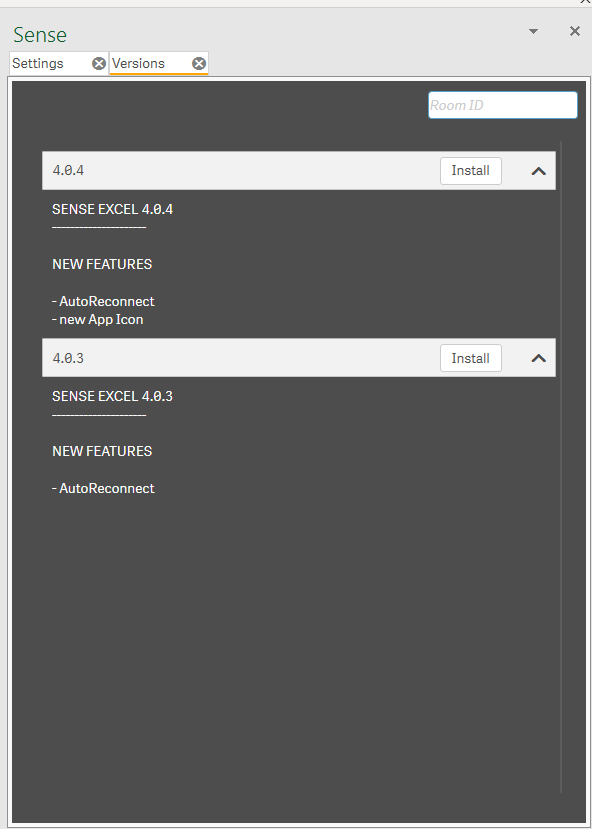 Sense
Settings Versions
Room ID
4.0.4 Install
SENSE EXCEL 4.0.4
---------------------
NEW FEATURES
- AutoReconnect
- new App Icon
4.0.3 Install
SENSE EXCEL 4.0.3
---------------------
NEW FEATURES
- AutoReconnect